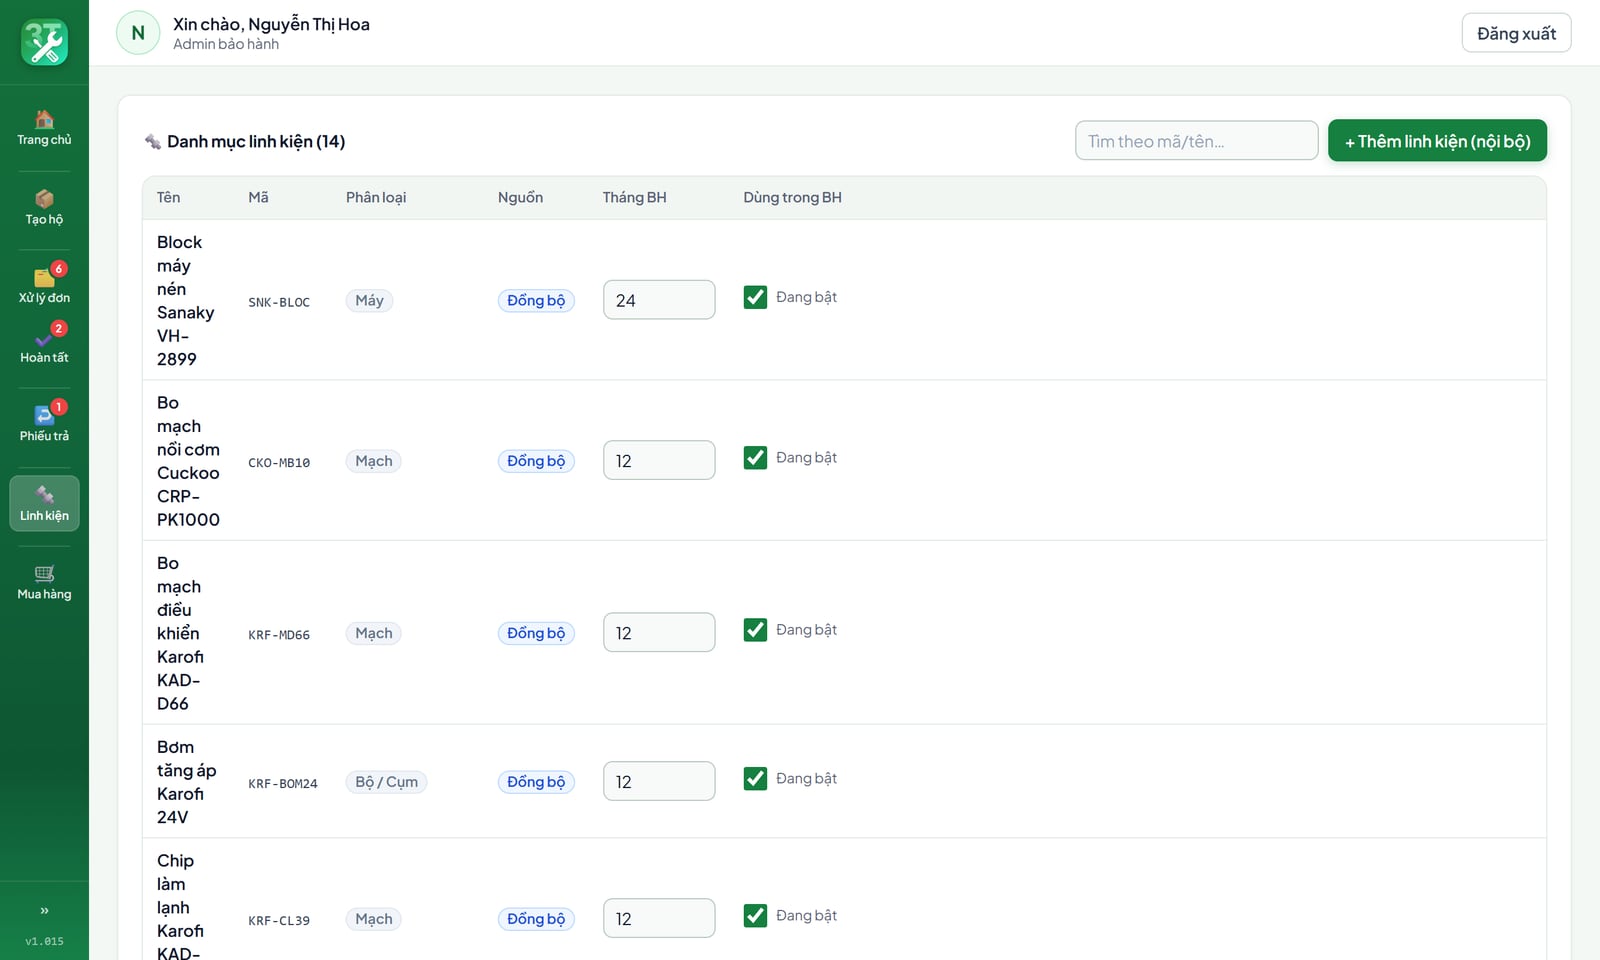 3T
Xin chào, Nguyễn Thị Hoa
Admin bảo hành
N
Đăng xuất
Trang chủ
Tạo hộ
6
Xử lý đơn
2
Hoàn tất
1
Phiếu trả
Linh kiện
Mua hàng
»
v1.015
Danh mục linh kiện (14)
Tìm theo mã/tên...
+ Thêm linh kiện (nội bộ)
Tên Mã Phân loại Nguồn Tháng BH Dùng trong BH
Block
máy
nén
Sanaky
VH-
2899
SNK-BLOC Máy Đồng bộ 24 Đang bật
Bo
mạch
nồi cơm
Cuckoo
CRP-
PK1000
CKO-MB10 Mạch Đồng bộ 12 Đang bật
Bo
mạch
điều
khiển
Karofi
KAD-
D66
KRF-MD66 Mạch Đồng bộ 12 Đang bật
Bơm
tăng áp
Karofi
24V
KRF-BOM24 Bộ / Cụm Đồng bộ 12 Đang bật
Chip
làm
lạnh
Karofi
KAD-
KRF-CL39 Mạch Đồng bộ 12 Đang bật